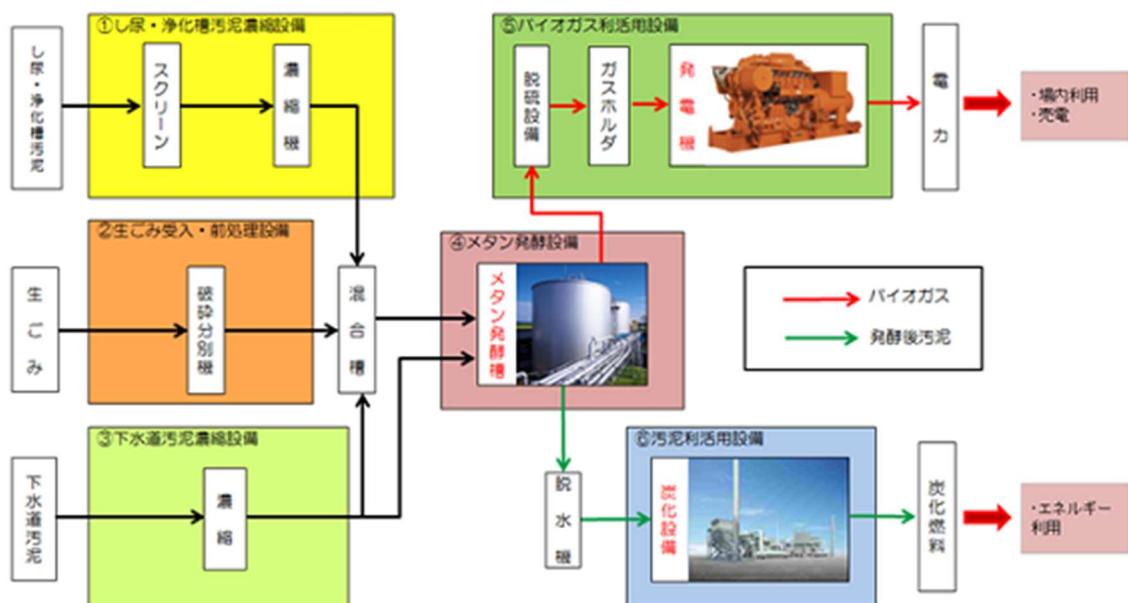 ①し尿・浄化槽汚泥濃縮設備
し尿・浄化槽汚泥
スクリーン
濃縮機
②生ごみ受入・前処理設備
生ごみ
破砕分別機
混合槽
③下水道汚泥濃縮設備
下水道汚泥
濃縮
④メタン発酵設備
メタン発酵槽
⑤バイオガス利活用設備
脱硫設備
ガスホルダ
発電機
電力
・場内利用
・売電
バイオガス
発酵後汚泥
脱水機
⑥汚泥利活用設備
炭化設備
炭化燃料
・エネルギー
利用